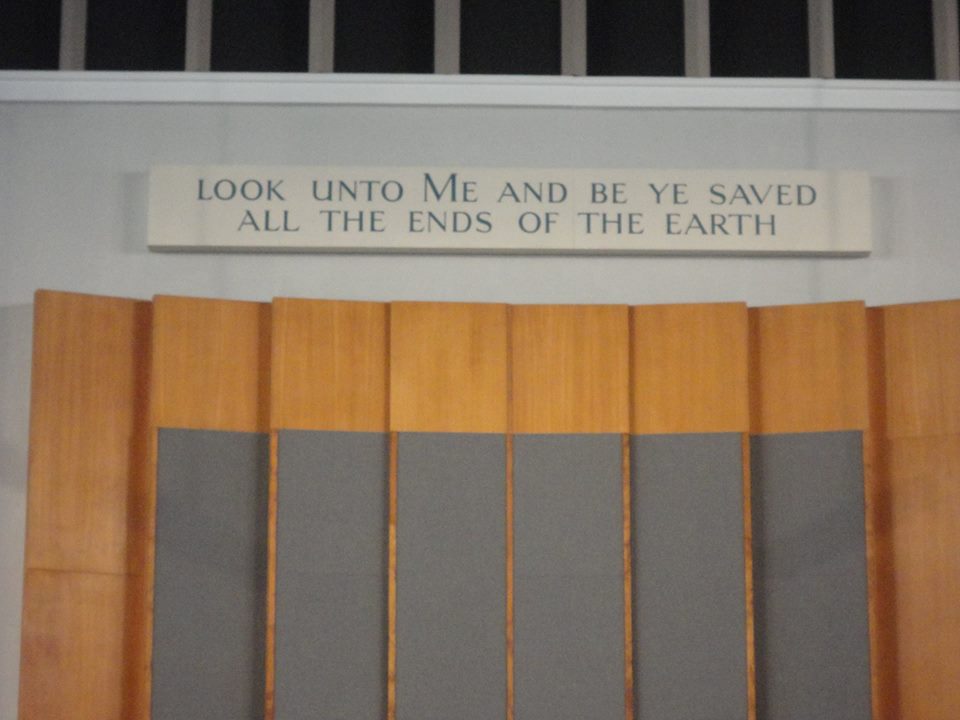 LOOK UNTO ME AND BE YE SAVED
ALL THE ENDS OF THE EARTH